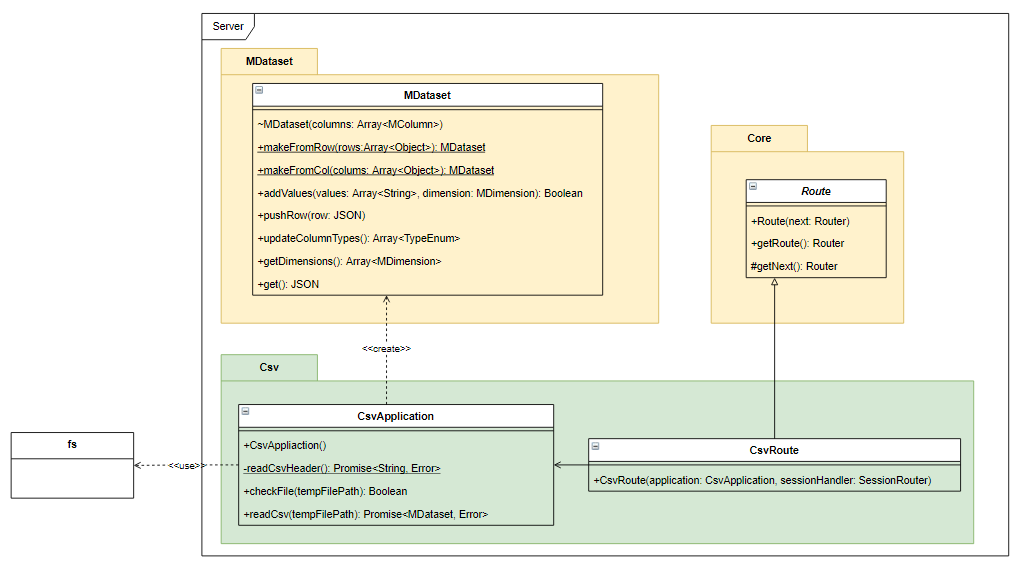 Server
MDataset
MDataset
~MDataset(columns: Array<MColumn>)
+makeFromRow(rows:Array<Object>): MDataset
+makeFromCol(colums: Array<Object>): MDataset
+addValues(values: Array<String>, dimension: MDimension): Boolean
+pushRow(row: JSON)
+updateColumnTypes(): Array<TypeEnum>
+getDimensions(): Array<MDimension>
+get(): JSON
Core
Route
+Route(next: Router)
+getRoute(): Router
#getNext(): Router
<<create>>
Csv
CsvApplication
+CsvAppliaction()
-readCsvHeader(): Promise<String, Error>
+checkFile(tempFilePath): Boolean
+readCsv(tempFilePath): Promise<MDataset, Error>
fs
<<use>>
CsvRoute
+CsvRoute(application: CsvApplication, sessionHandler: SessionRouter)